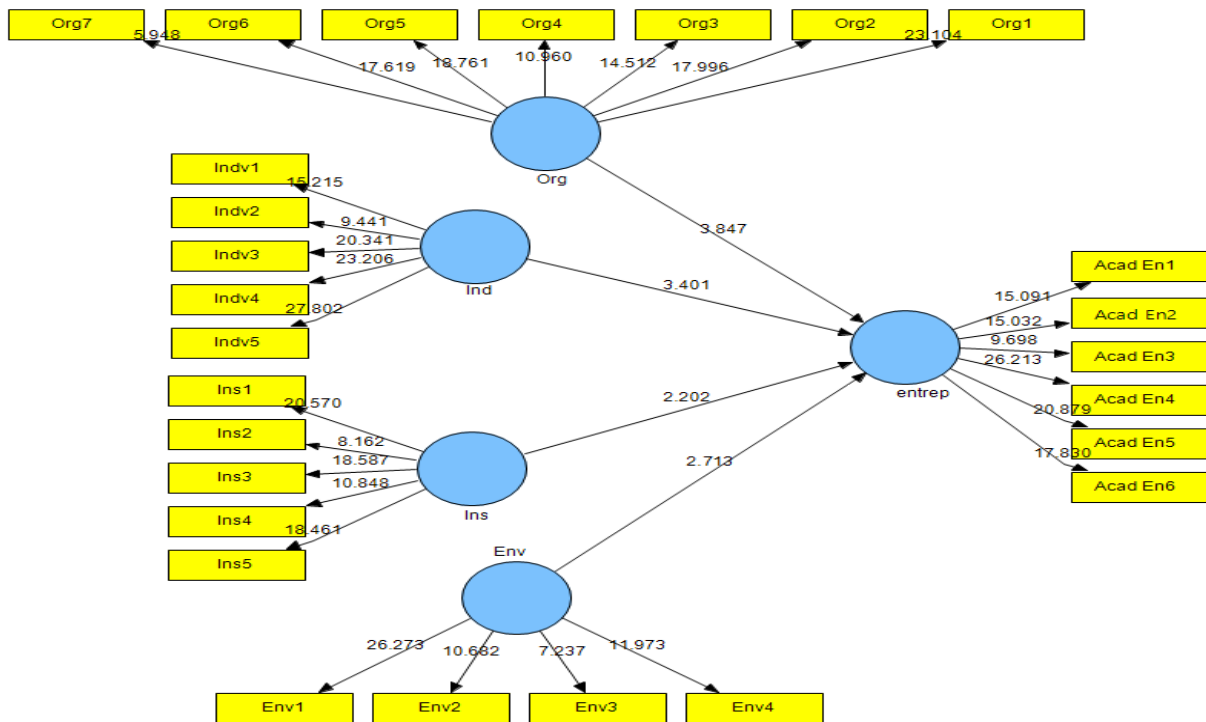 Org7
Org6
Org5
Org4
Org3
Org2
Org1
5.948
17.619
18.761
10.960
14.512
17.996
23.104
Org
Indv1
Indv2
Indv3
Indv4
Indv5
15.215
9.441
20.341
23.206
27.802
Ind
3.847
3.401
Ins1
Ins2
Ins3
Ins4
Ins5
20.570
8.162
18.587
10.848
18.461
Ins
2.202
2.713
entrep
15.091
15.032
9.698
26.213
20.879
17.830
Acad En1
Acad En2
Acad En3
Acad En4
Acad En5
Acad En6
Env
26.273
10.682
7.237
11.973
Env1
Env2
Env3
Env4